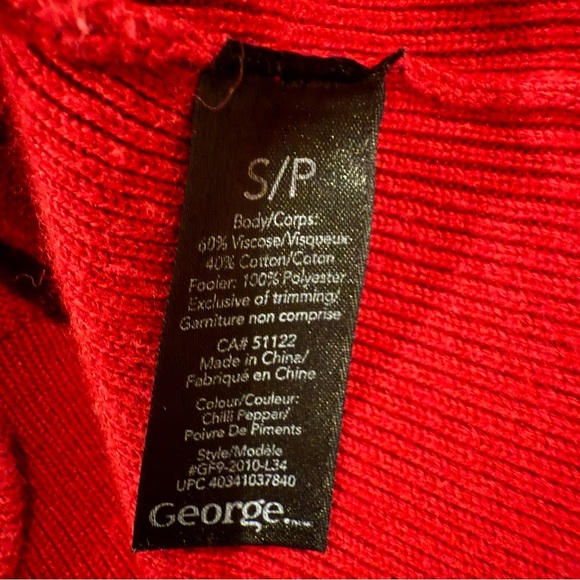 S/P
Body/Corps:
60% Viscose/Visqueux
40% Cotton/Coton
Footer: 100% Polyester
Exclusive of trimming/
Garniture non comprise
CA# 51122
Made in China/
Fabriqué en Chine
Colour/Couleur:
Chilli Pepper/
Poivre De Piments
Style/Modèle
#GF9-2010-L34
UPC 40341037840
George.™